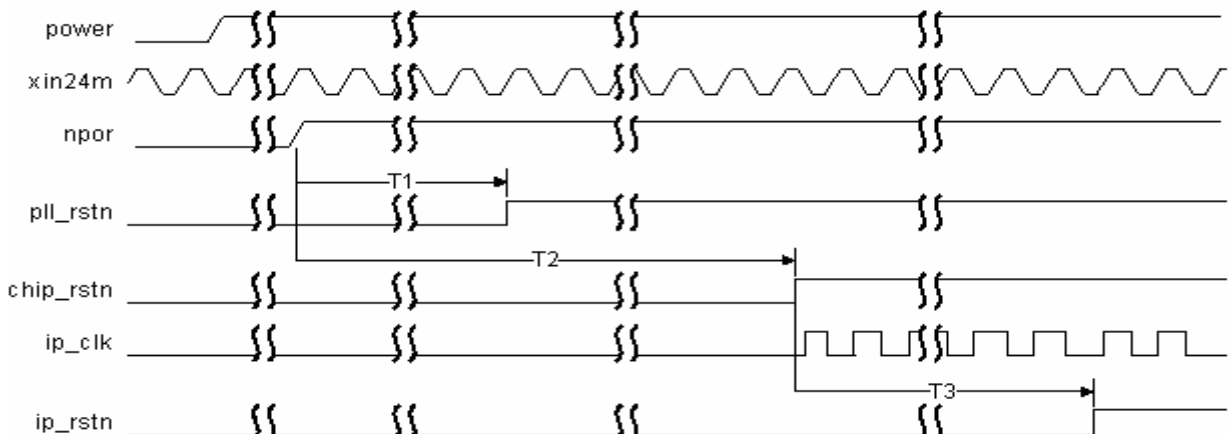 power
xin24m
npor
T1
pll_rstn
T2
chip_rstn
ip_clk
T3
ip_rstn